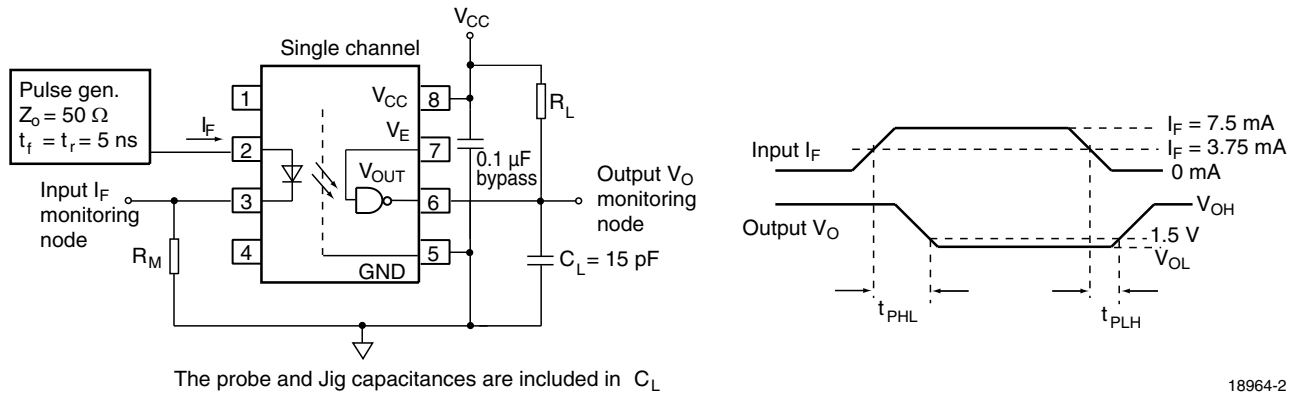 V_CC
Single channel
Pulse gen.
Z_o = 50 Ω
t_f = t_r = 5 ns
I_F
1
2
3
4
V_CC
V_E
V_OUT
GND
8
7
6
5
R_L
0.1 µF
bypass
Input I_F
monitoring
node
R_M
Output V_O
monitoring
node
C_L = 15 pF
The probe and Jig capacitances are included in C_L
Input I_F
I_F = 7.5 mA
I_F = 3.75 mA
0 mA
Output V_O
V_OH
1.5 V
V_OL
t_PHL
t_PLH
18964-2